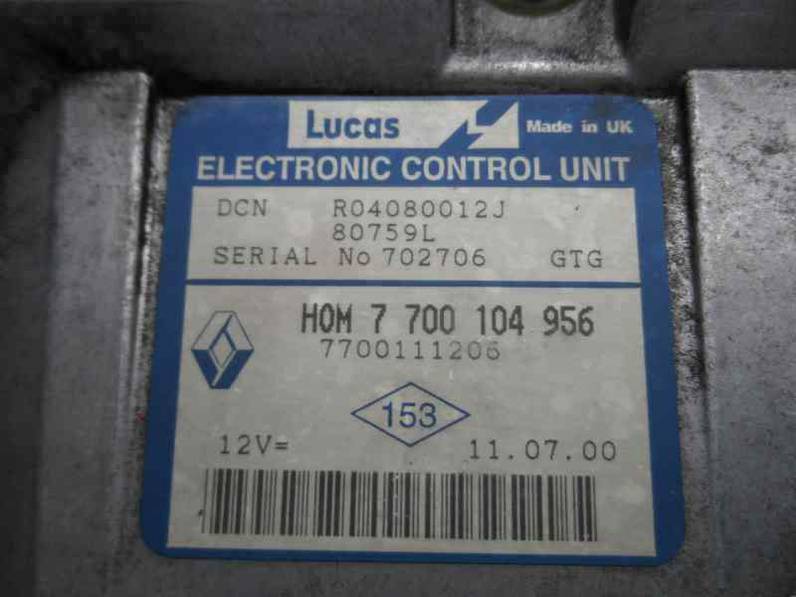 Lucas Made in UK
ELECTRONIC CONTROL UNIT
DCN R04080012J
80759L
SERIAL No 702706 GTG
HOM 7 700 104 956
7700111206
153
12V= 11.07.00